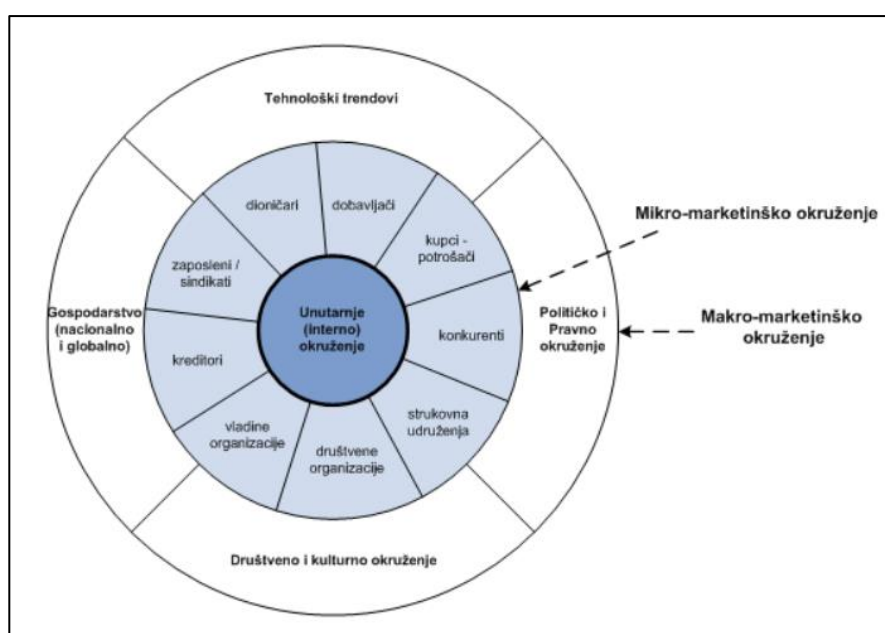 Tehnološki trendovi
dioničari
dobavljači
kupci -
potrošači
zaposleni /
sindikati
Mikro-marketinško okruženje
Gospodarstvo
(nacionalno
i globalno)
Unutarnje
(interno)
okruženje
konkurenti
Političko i
Pravno
okruženje
Makro-marketinško
okruženje
kreditori
strukovna
udruženja
vladine
organizacije
društvene
organizacije
Društveno i kulturno okruženje